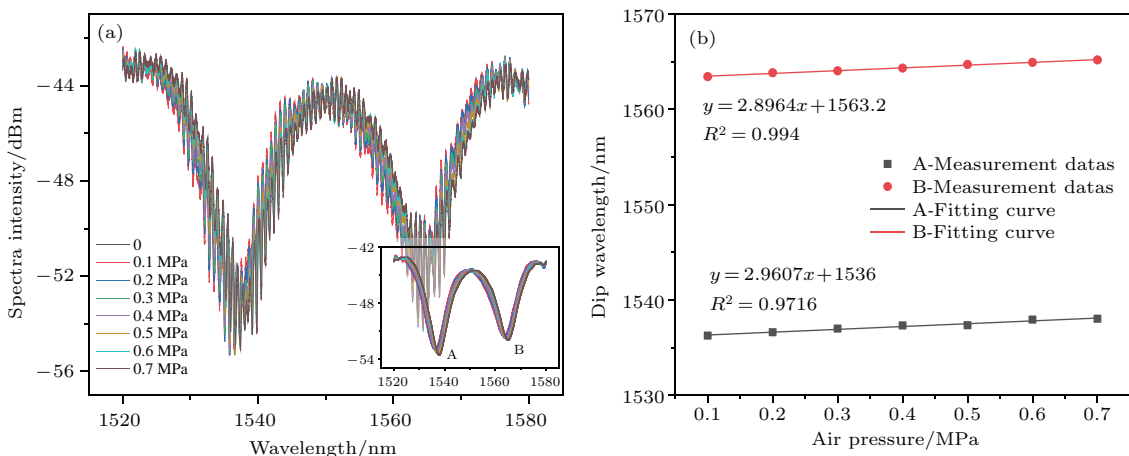 (a)
−44
−48
−52
−56
Spectra intensity/dBm
0
0.1 MPa
0.2 MPa
0.3 MPa
0.4 MPa
0.5 MPa
0.6 MPa
0.7 MPa
−42
−48
−54
A
B
1520 1540 1560 1580
1520 1540 1560 1580
Wavelength/nm
(b)
1570
1560
1550
1540
1530
Dip wavelength/nm
y = 2.8964x+1563.2
R² = 0.994
A-Measurement datas
B-Measurement datas
A-Fitting curve
B-Fitting curve
y = 2.9607x+1536
R² = 0.9716
0.1 0.2 0.3 0.4 0.5 0.6 0.7
Air pressure/MPa